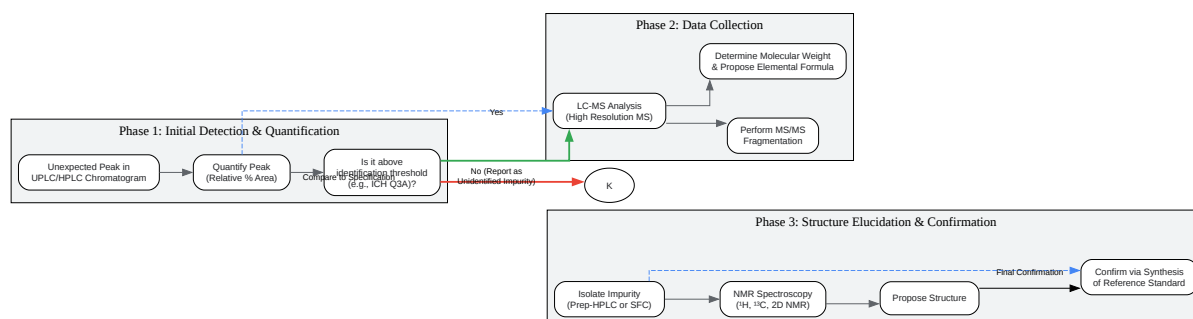 Phase 2: Data Collection
Determine Molecular Weight
& Propose Elemental Formula
LC-MS Analysis
(High Resolution MS)
Perform MS/MS
Fragmentation
Yes
Phase 1: Initial Detection & Quantification
Unexpected Peak in
UPLC/HPLC Chromatogram
Quantify Peak
(Relative % Area)
Compare to Specification
Is it above
identification threshold
(e.g., ICH Q3A)?
No (Report as
Unidentified Impurity)
K
Phase 3: Structure Elucidation & Confirmation
Isolate Impurity
(Prep-HPLC or SFC)
NMR Spectroscopy
(¹H, ¹³C, 2D NMR)
Propose Structure
Final Confirmation
Confirm via Synthesis
of Reference Standard